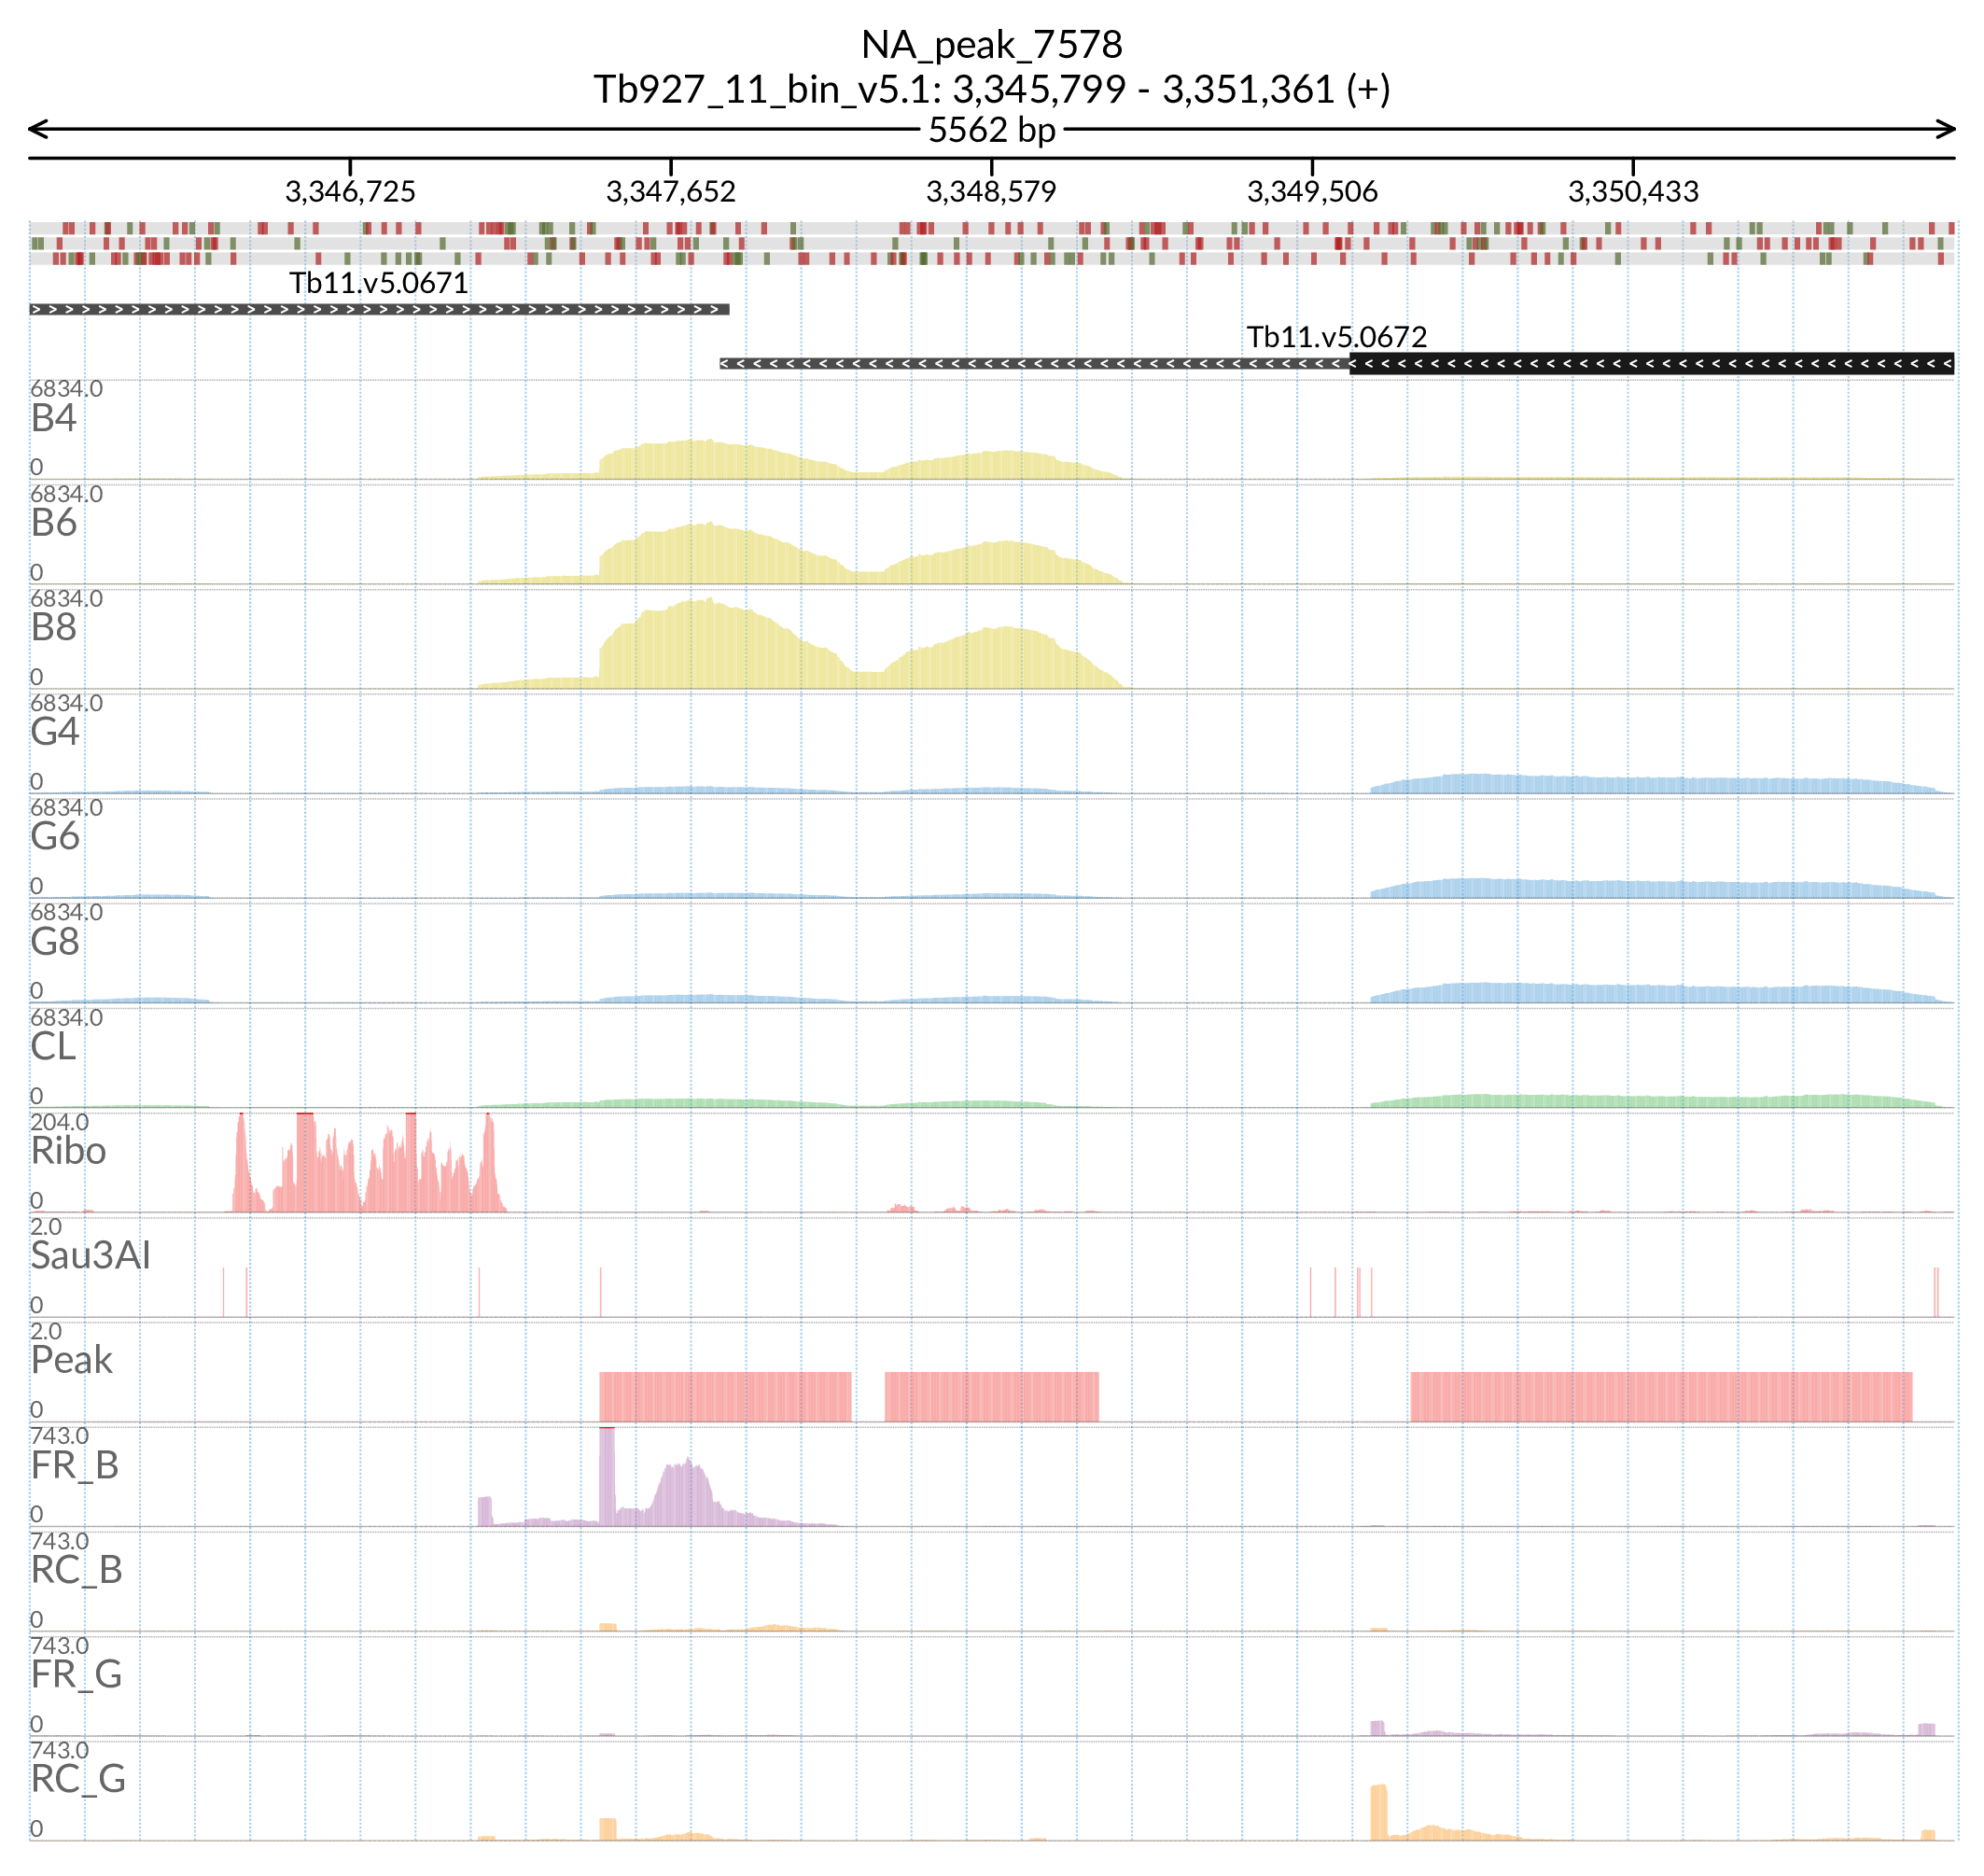 NA_peak_7578
Tb927_11_bin_v5.1: 3,345,799 - 3,351,361 (+)
5562 bp
3,346,725 3,347,652 3,348,579 3,349,506 3,350,433
Tb11.v5.0671
Tb11.v5.0672
6834.0
B4
0
6834.0
B6
0
6834.0
B8
0
6834.0
G4
0
6834.0
G6
0
6834.0
G8
0
6834.0
CL
0
204.0
Ribo
0
2.0
Sau3AI
0
2.0
Peak
0
743.0
FR_B
0
743.0
RC_B
0
743.0
FR_G
0
743.0
RC_G
0